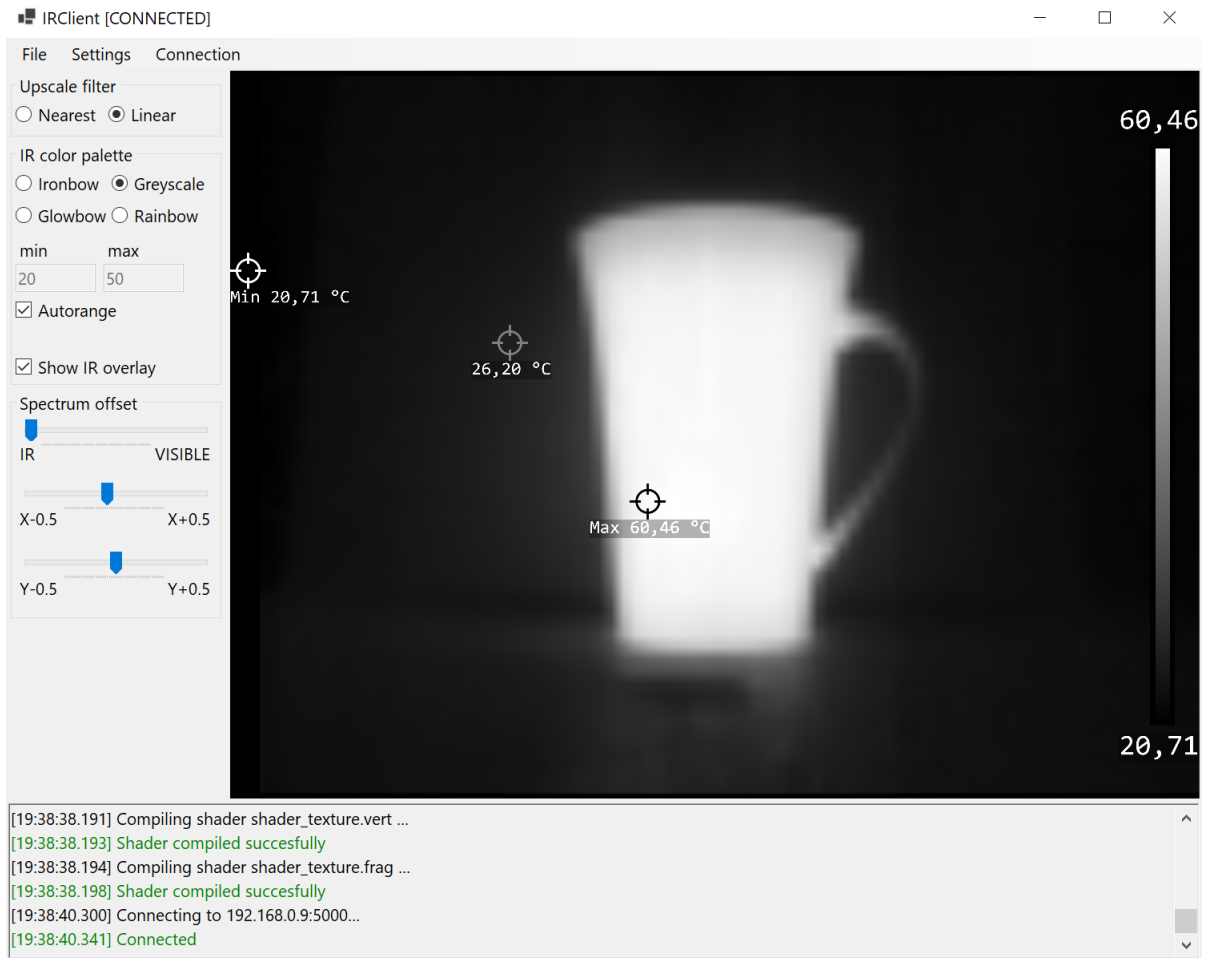 IRClient [CONNECTED]
File Settings Connection
Upscale filter
Nearest Linear
IR color palette
Ironbow Greyscale
Glowbow Rainbow
min max
20 50
Autorange
Show IR overlay
Spectrum offset
IR VISIBLE
X-0.5 X+0.5
Y-0.5 Y+0.5
60,46
Min 20,71 °C
26,20 °C
Max 60,46 °C
20,71
[19:38:38.191] Compiling shader shader_texture.vert ...
[19:38:38.193] Shader compiled succesfully
[19:38:38.194] Compiling shader shader_texture.frag ...
[19:38:38.198] Shader compiled succesfully
[19:38:40.300] Connecting to 192.168.0.9:5000...
[19:38:40.341] Connected